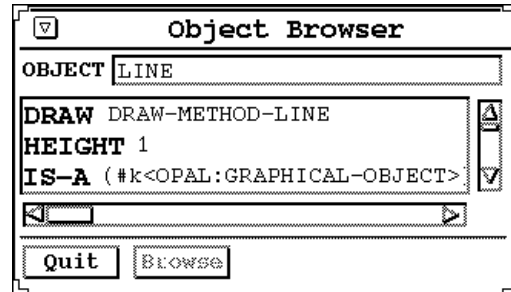 Object Browser
OBJECT LINE
DRAW DRAW-METHOD-LINE
HEIGHT 1
IS-A (#k<OPAL:GRAPHICAL-OBJECT>
Quit Browse